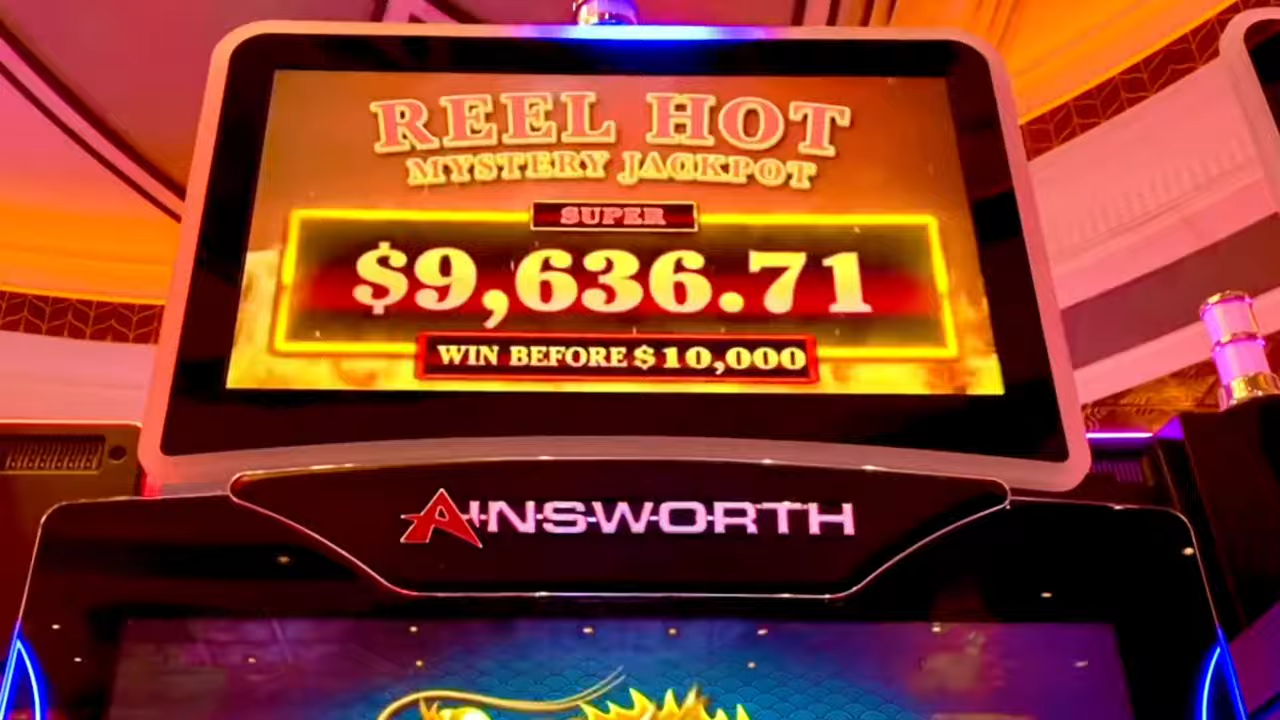 REEL HOT
MYSTERY JACKPOT
SUPER
$9,636.71
WIN BEFORE $10,000
AINSWORTH